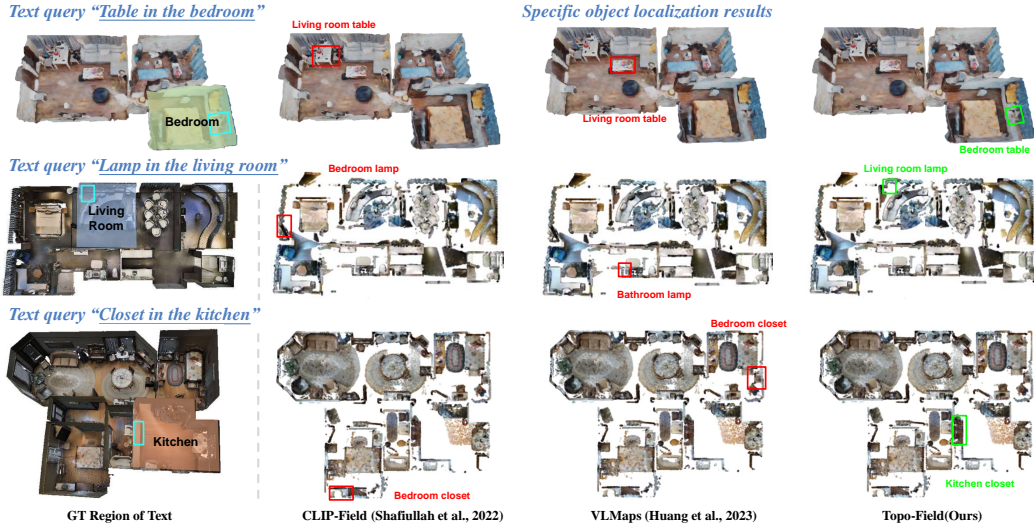 Text query “Table in the bedroom”
Specific object localization results
Living room table
Bedroom
Living room table
Bedroom table
Text query “Lamp in the living room”
Bedroom lamp
Living room lamp
Living
Room
Bathroom lamp
Text query “Closet in the kitchen”
Bedroom closet
Kitchen
Bedroom closet
Kitchen closet
GT Region of Text
CLIP-Field (Shafiullah et al., 2022)
VLMaps (Huang et al., 2023)
Topo-Field(Ours)